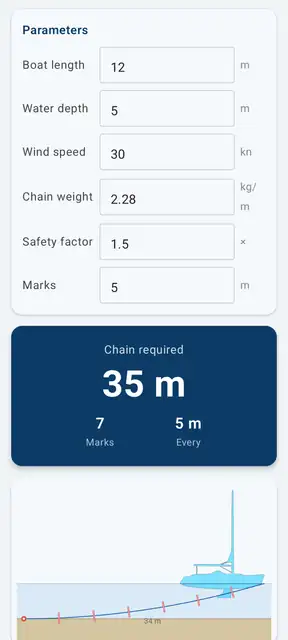 Parameters
Boat length 12 m
Water depth 5 m
Wind speed 30 kn
Chain weight 2.28 kg/
m
Safety factor 1.5 ×
Marks 5 m
Chain required
35 m
7 5 m
Marks Every
34 m